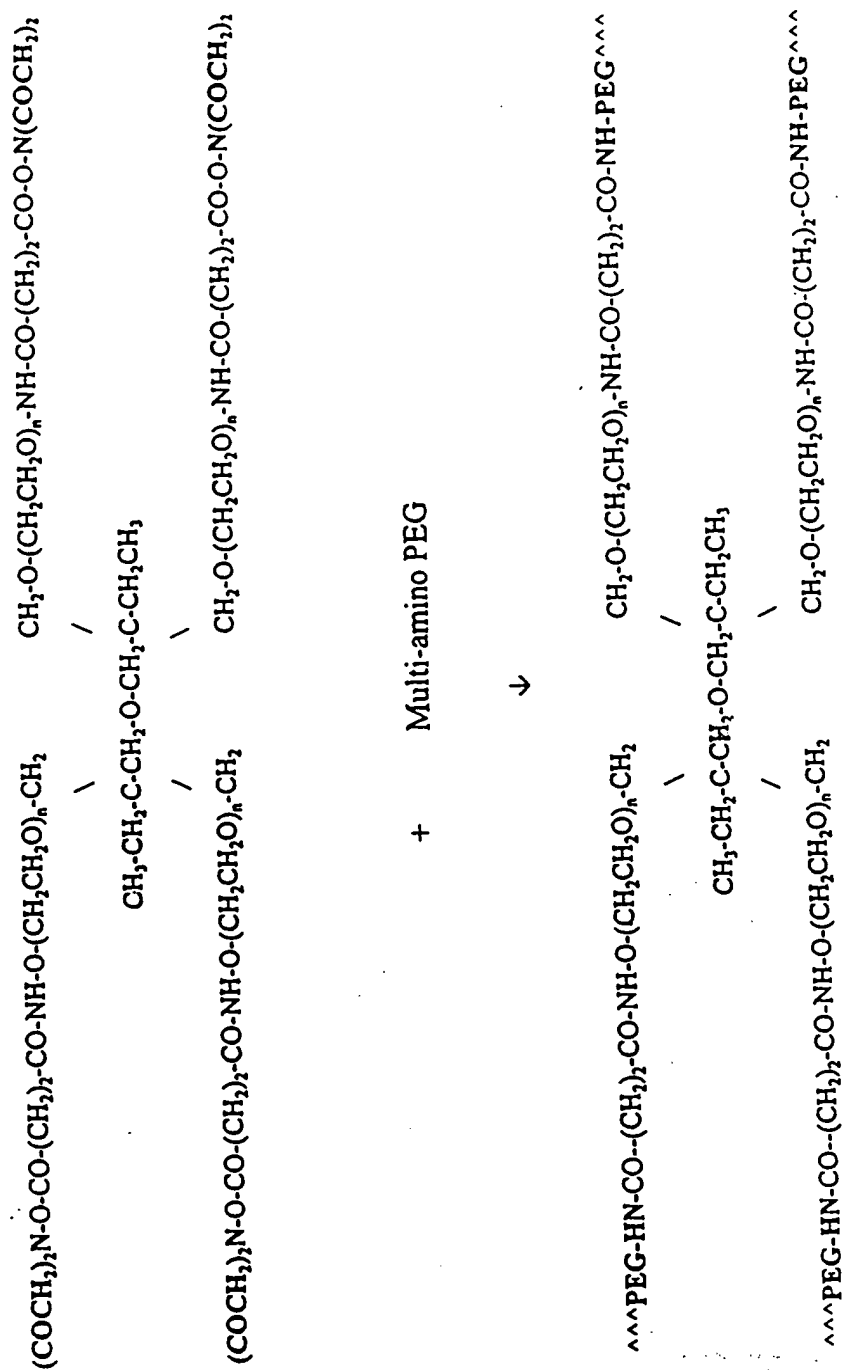 (COCH₂)₂N-O-CO-(CH₂)₂-CO-NH-O-(CH₂CH₂O)ₙ-CH₂ CH₂-O-(CH₂CH₂O)ₙ-NH-CO-(CH₂)₂-CO-O-N(COCH₂)₂
\ /
CH₃-CH₂-C-CH₂-O-CH₂-C-CH₂CH₃
/ \
(COCH₂)₂N-O-CO-(CH₂)₂-CO-NH-O-(CH₂CH₂O)ₙ-CH₂ CH₂-O-(CH₂CH₂O)ₙ-NH-CO-(CH₂)₂-CO-O-N(COCH₂)₂
+ Multi-amino PEG
↓
^^^PEG-HN-CO--(CH₂)₂-CO-NH-O-(CH₂CH₂O)ₙ-CH₂ CH₂-O-(CH₂CH₂O)ₙ-NH-CO-(CH₂)₂-CO-NH-PEG^^^
\ /
CH₃-CH₂-C-CH₂-O-CH₂-C-CH₂CH₃
/ \
^^^PEG-HN-CO--(CH₂)₂-CO-NH-O-(CH₂CH₂O)ₙ-CH₂ CH₂-O-(CH₂CH₂O)ₙ-NH-CO-(CH₂)₂-CO-NH-PEG^^^